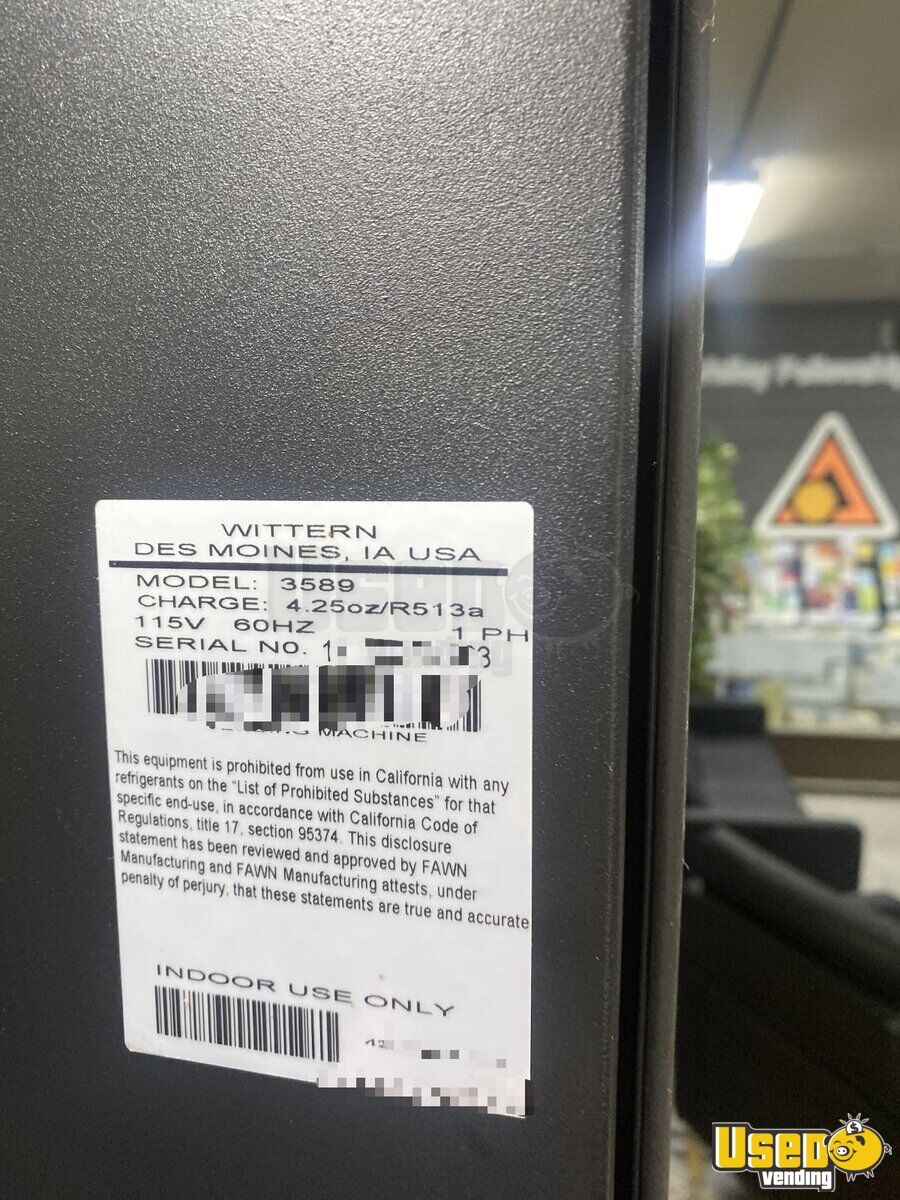 WITTERN
DES MOINES, IA USA
MODEL: 3589
CHARGE: 4.25oz/R513a
115V 60HZ 1 PH
SERIAL NO. 1
MACHINE
This equipment is prohibited from use in California with any
refrigerants on the "List of Prohibited Substances" for that
specific end-use, in accordance with California Code of
Regulations, title 17, section 95374. This disclosure
statement has been reviewed and approved by FAWN
Manufacturing and FAWN Manufacturing attests, under
penalty of perjury, that these statements are true and accurate
INDOOR USE ONLY
USED
vending